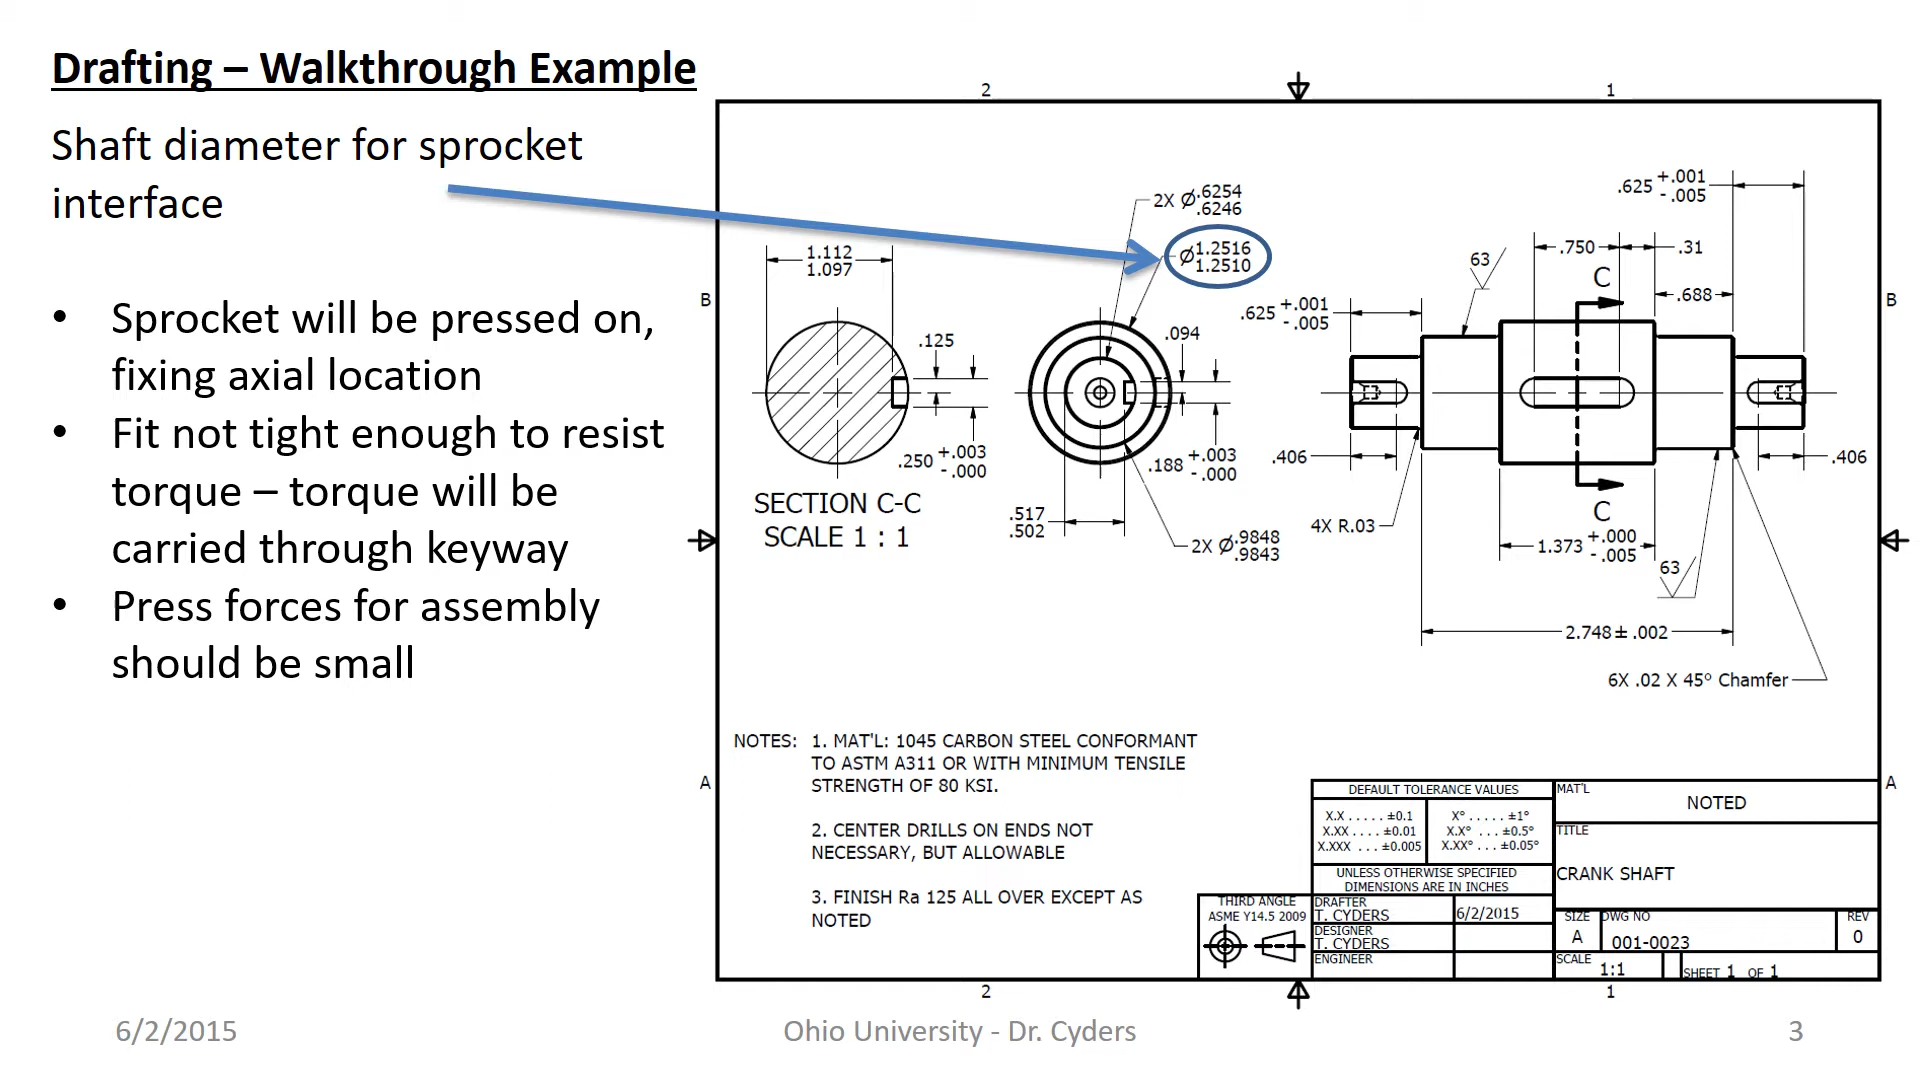 Drafting – Walkthrough Example
Shaft diameter for sprocket
interface
• Sprocket will be pressed on,
fixing axial location
• Fit not tight enough to resist
torque – torque will be
carried through keyway
• Press forces for assembly
should be small
2
1
B
B
A
A
2
1
1.112
1.097
.125
.250 +.003
-.000
SECTION C-C
SCALE 1 : 1
2X Ø.6254
.6246
Ø1.2516
1.2510
.094
.188 +.003
-.000
.517
.502
2X Ø.9848
.9843
.625 +.001
-.005
.625 +.001
-.005
63
.750
.31
C
.688
.406
.406
4X R.03
C
1.373 +.000
-.005
63
2.748± .002
6X .02 X 45° Chamfer
NOTES: 1. MAT'L: 1045 CARBON STEEL CONFORMANT
TO ASTM A311 OR WITH MINIMUM TENSILE
STRENGTH OF 80 KSI.
2. CENTER DRILLS ON ENDS NOT
NECESSARY, BUT ALLOWABLE
3. FINISH Ra 125 ALL OVER EXCEPT AS
NOTED
THIRD ANGLE
ASME Y14.5 2009
DEFAULT TOLERANCE VALUES
X.X . . . . . ±0.1
X.XX . . . . ±0.01
X.XXX . . . ±0.005
X° . . . . . ±1°
X.X° . . . ±0.5°
X.XX° . . . ±0.05°
UNLESS OTHERWISE SPECIFIED
DIMENSIONS ARE IN INCHES
DRAFTER
T. CYDERS
6/2/2015
DESIGNER
T. CYDERS
ENGINEER
MAT'L
NOTED
TITLE
CRANK SHAFT
SIZE
A
DWG NO
001-0023
REV
0
SCALE
1:1
SHEET 1 OF 1
6/2/2015
Ohio University - Dr. Cyders
3